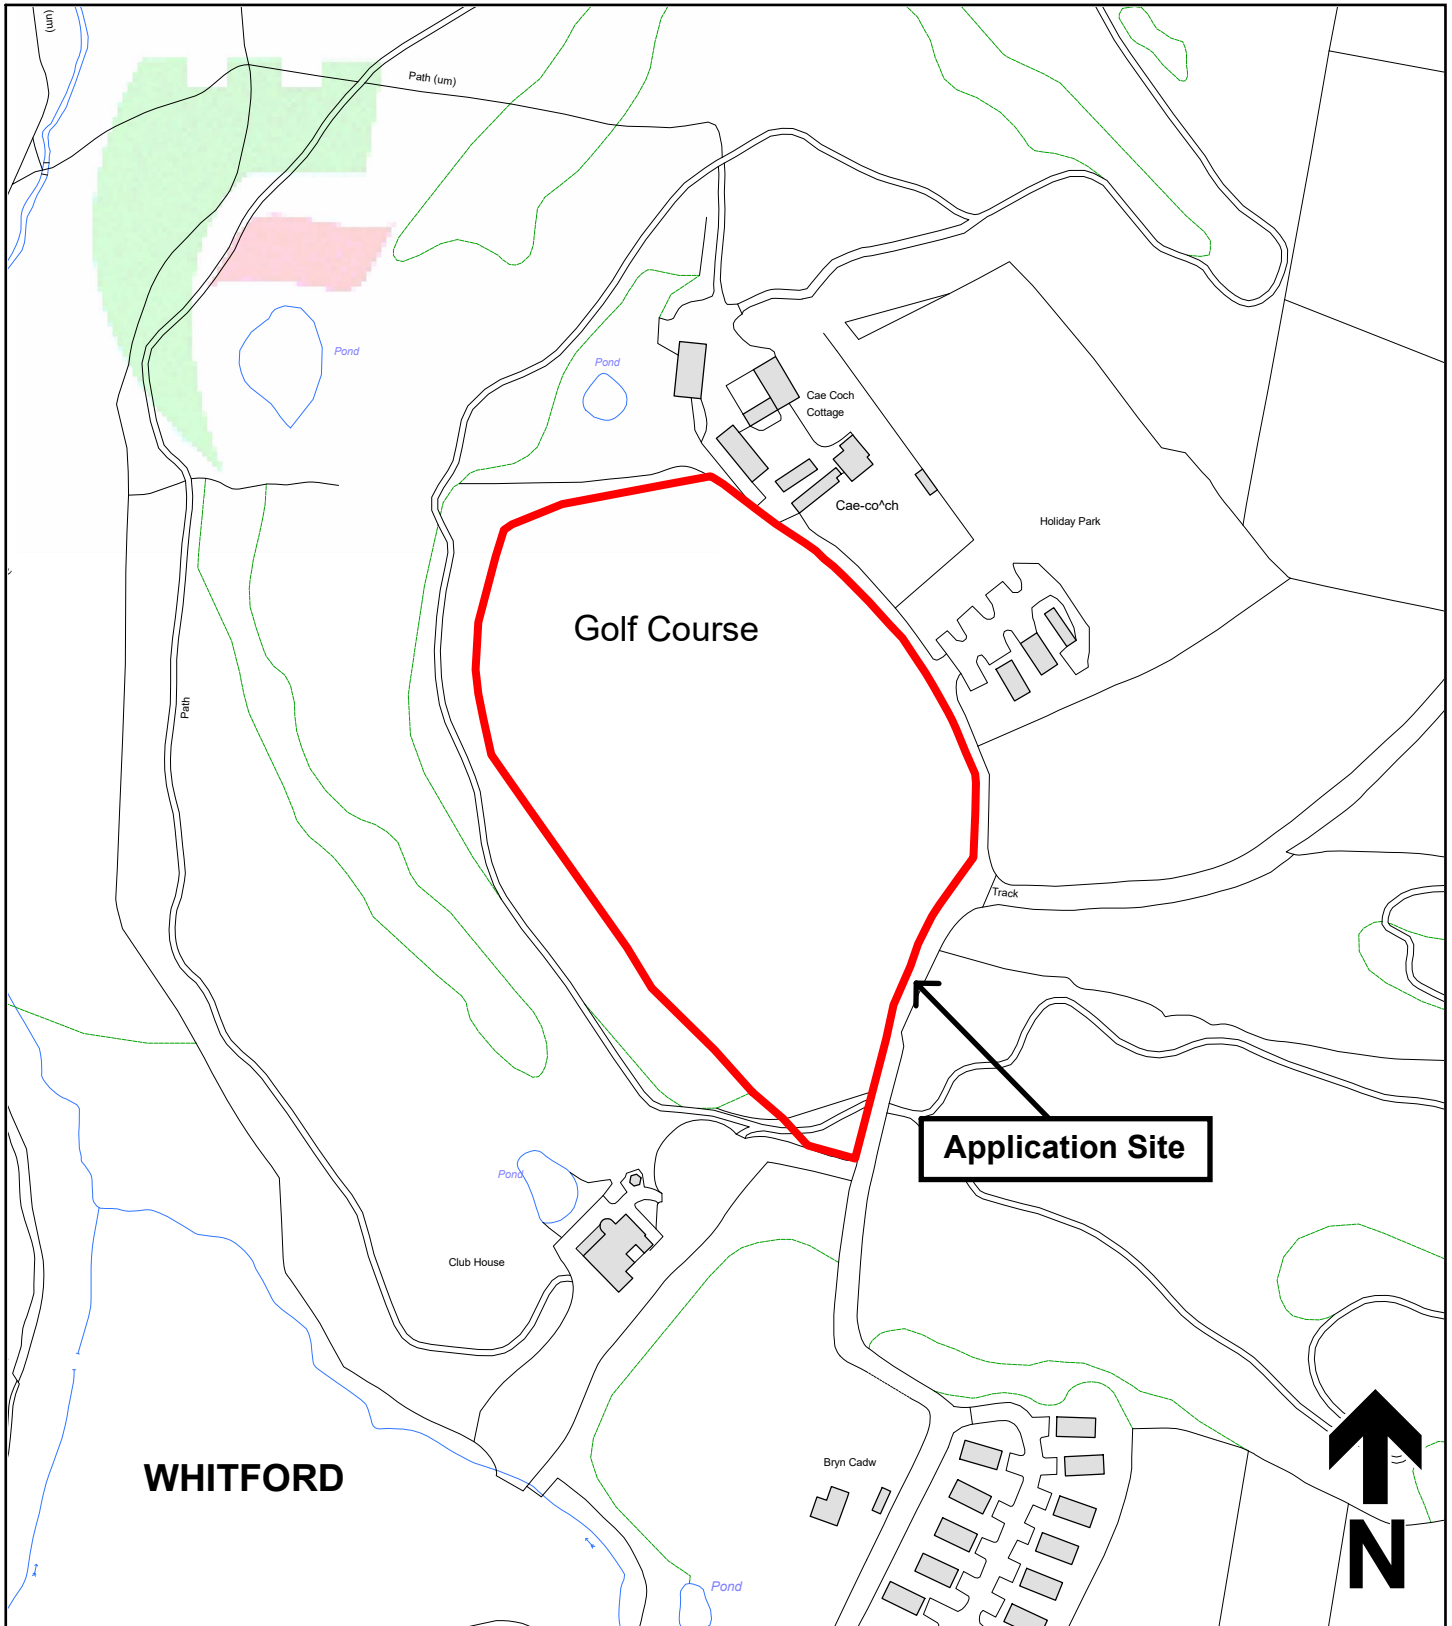 (um)
Path (um)
Pond
Pond
Cae Coch
Cottage
Cae-co^ch
Holiday Park
Golf Course
Path
Track
Application Site
Pond
Club House
WHITFORD
Bryn Cadw
Pond
N